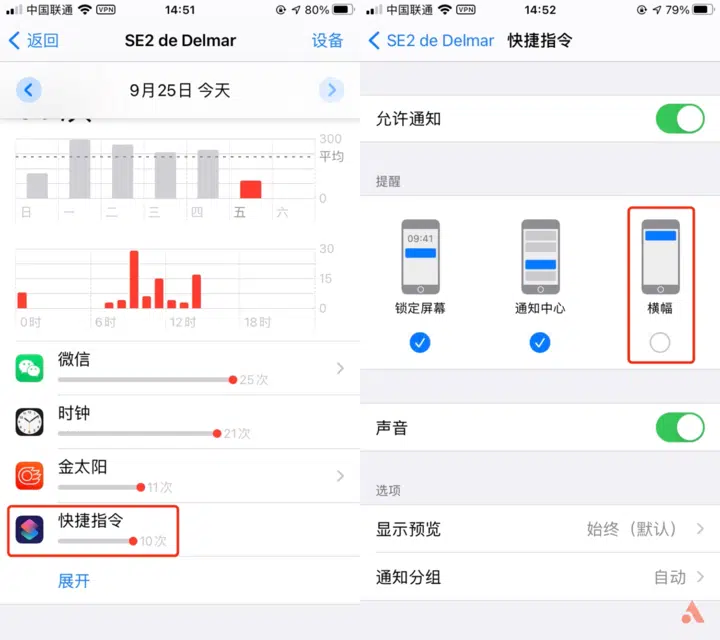 中国联通 VPN 14:51 80%
返回 SE2 de Delmar 设备
9月25日 今天
300
平均
0
日 一 二 三 四 五 六
30
15
0
0时 6时 12时 18时
微信
25次
时钟
21次
金太阳
11次
快捷指令
10次
展开
中国联通 VPN 14:52 79%
SE2 de Delmar 快捷指令
允许通知
提醒
09:41
锁定屏幕 通知中心 横幅
声音
选项
显示预览 始终（默认）
通知分组 自动